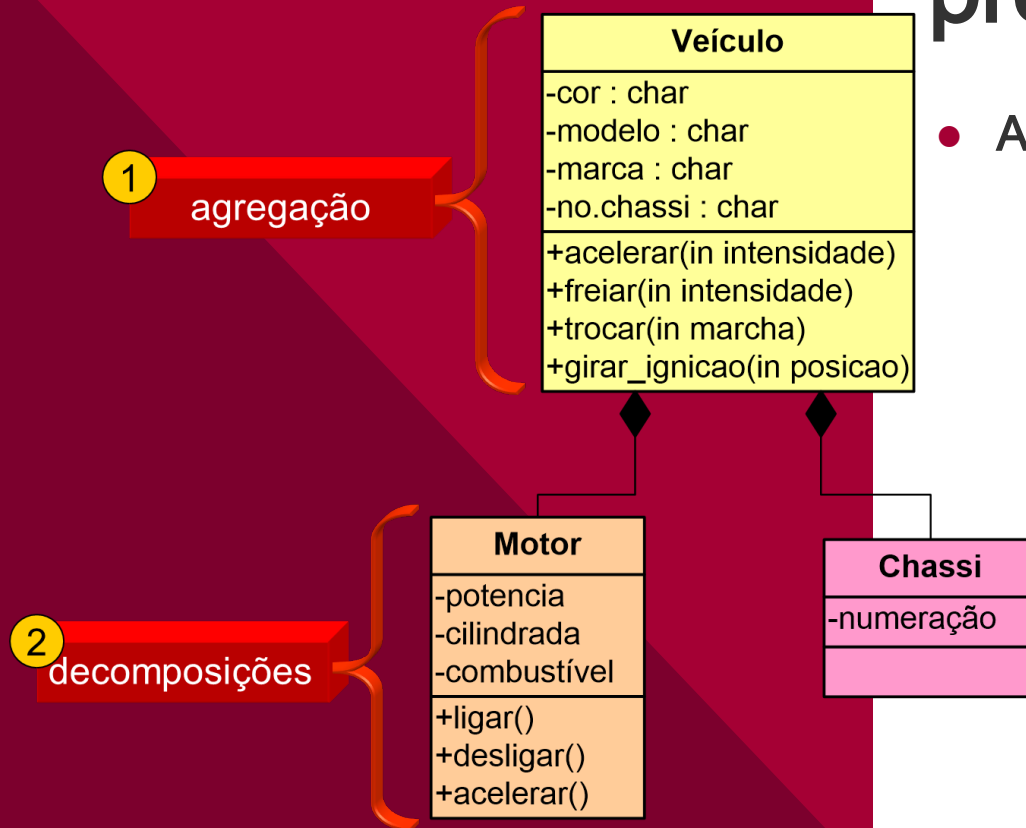 pr
A
Veículo
-cor : char
-modelo : char
-marca : char
-no.chassi : char
+acelerar(in intensidade)
+freiar(in intensidade)
+trocar(in marcha)
+girar_ignicao(in posicao)
1
agregação
Motor
-potencia
-cilindrada
-combustível
+ligar()
+desligar()
+acelerar()
Chassi
-numeração
2
decomposições